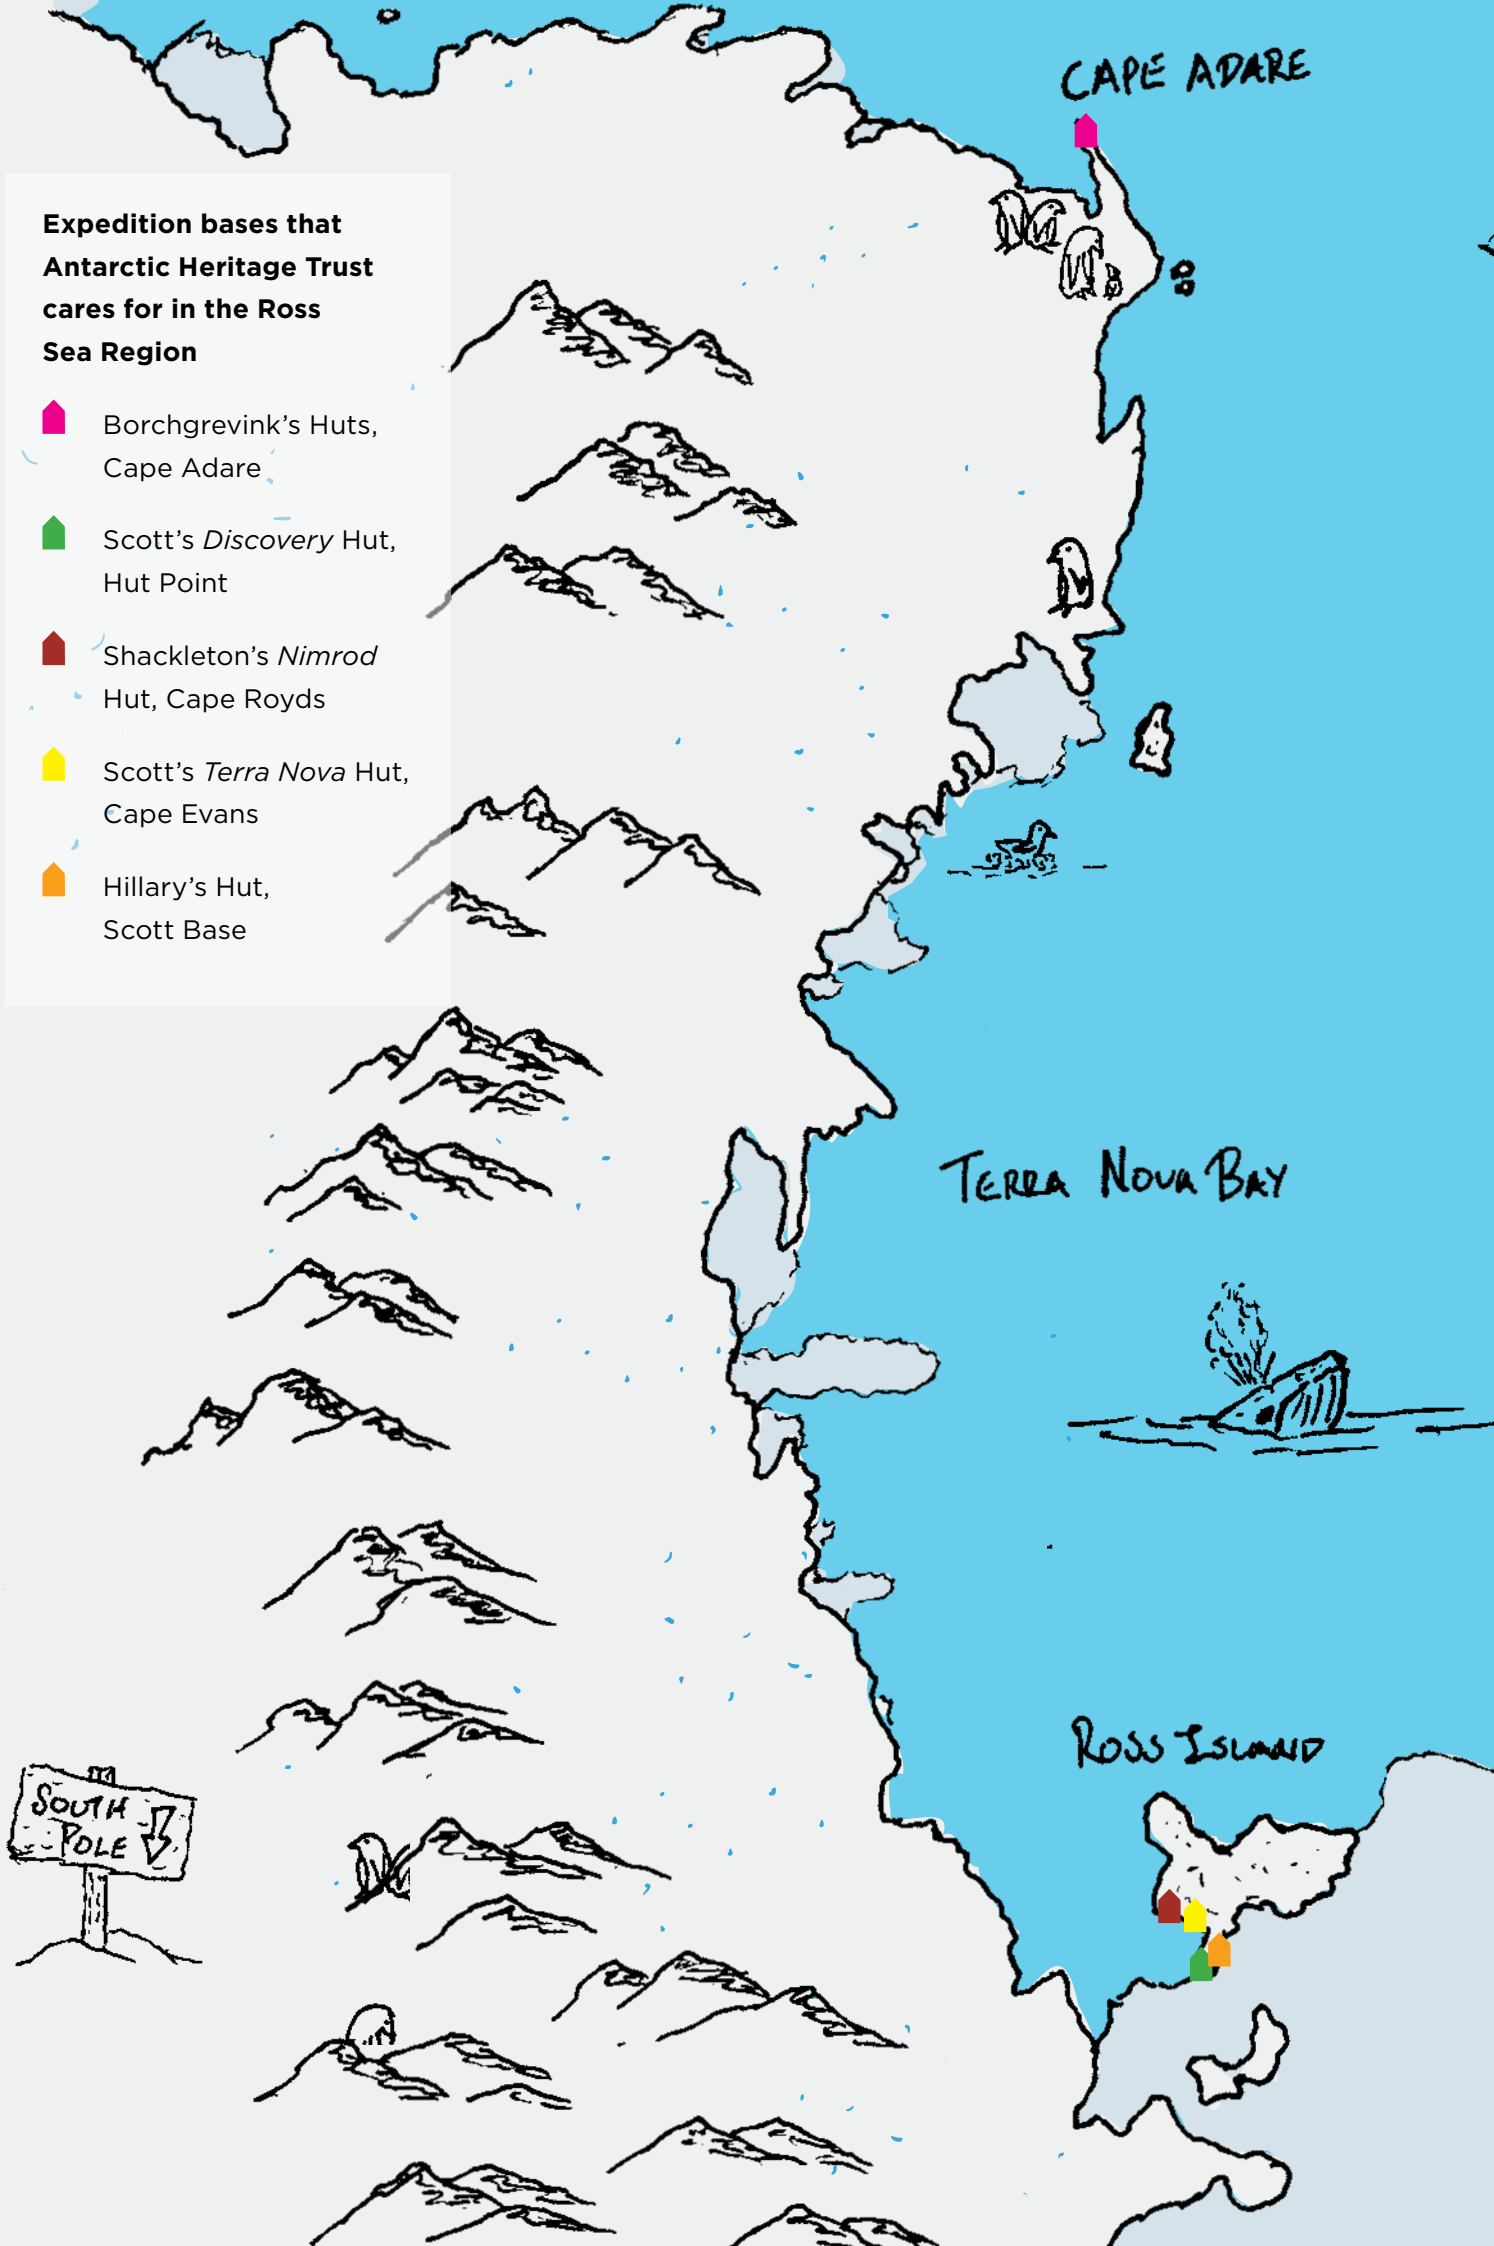 CAPE ADARE
Expedition bases that
Antarctic Heritage Trust
cares for in the Ross
Sea Region
Borchgrevink’s Huts,
Cape Adare
Scott’s Discovery Hut,
Hut Point
Shackleton’s Nimrod
Hut, Cape Royds
Scott’s Terra Nova Hut,
Cape Evans
Hillary’s Hut,
Scott Base
TERRA NOVA BAY
ROSS ISLAND
SOUTH
POLE